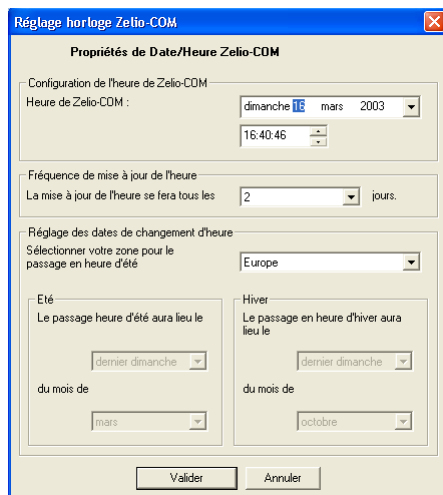 Réglage horloge Zelio-COM
Propriétés de Date/Heure Zelio-COM
Configuration de l'heure de Zelio-COM
Heure de Zelio-COM :
dimanche 16 mars 2003
16:40:46
Fréquence de mise à jour de l'heure
La mise à jour de l'heure se fera tous les 2 jours.
Réglage des dates de changement d'heure
Sélectionner votre zone pour le
passage en heure d'été
Europe
Eté
Le passage heure d'été aura lieu le
dernier dimanche
du mois de
mars
Hiver
Le passage en heure d'hiver aura
lieu le
dernier dimanche
du mois de
octobre
Valider
Annuler